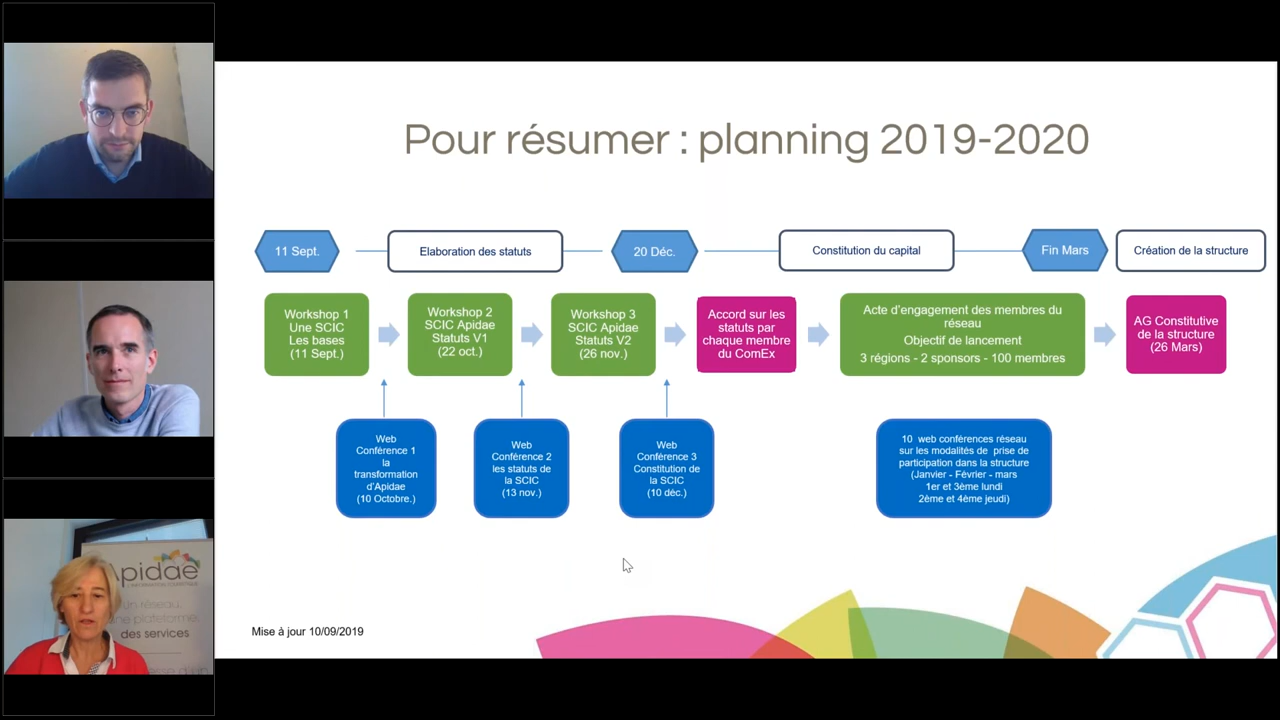 Pour résumer : planning 2019-2020
11 Sept.
Elaboration des statuts
20 Déc.
Constitution du capital
Fin Mars
Création de la structure
Workshop 1
Une SCIC
Les bases
(11 Sept.)
Workshop 2
SCIC Apidae
Statuts V1
(22 oct.)
Workshop 3
SCIC Apidae
Statuts V2
(26 nov.)
Accord sur les
statuts par
chaque membre
du ComEx
Acte d'engagement des membres du
réseau
Objectif de lancement
3 régions - 2 sponsors - 100 membres
AG Constitutive
de la structure
(26 Mars)
Web
Conférence 1
la
transformation
d'Apidae
(10 Octobre.)
Web
Conférence 2
les statuts de
la SCIC
(13 nov.)
Web
Conférence 3
Constitution de
la SCIC
(10 déc.)
10 web conférences réseau
sur les modalités de prise de
participation dans la structure
(Janvier - Février - mars
1er et 3ème lundi
2ème et 4ème jeudi)
Mise à jour 10/09/2019
Apidae
un réseau,
une plateforme,
des services